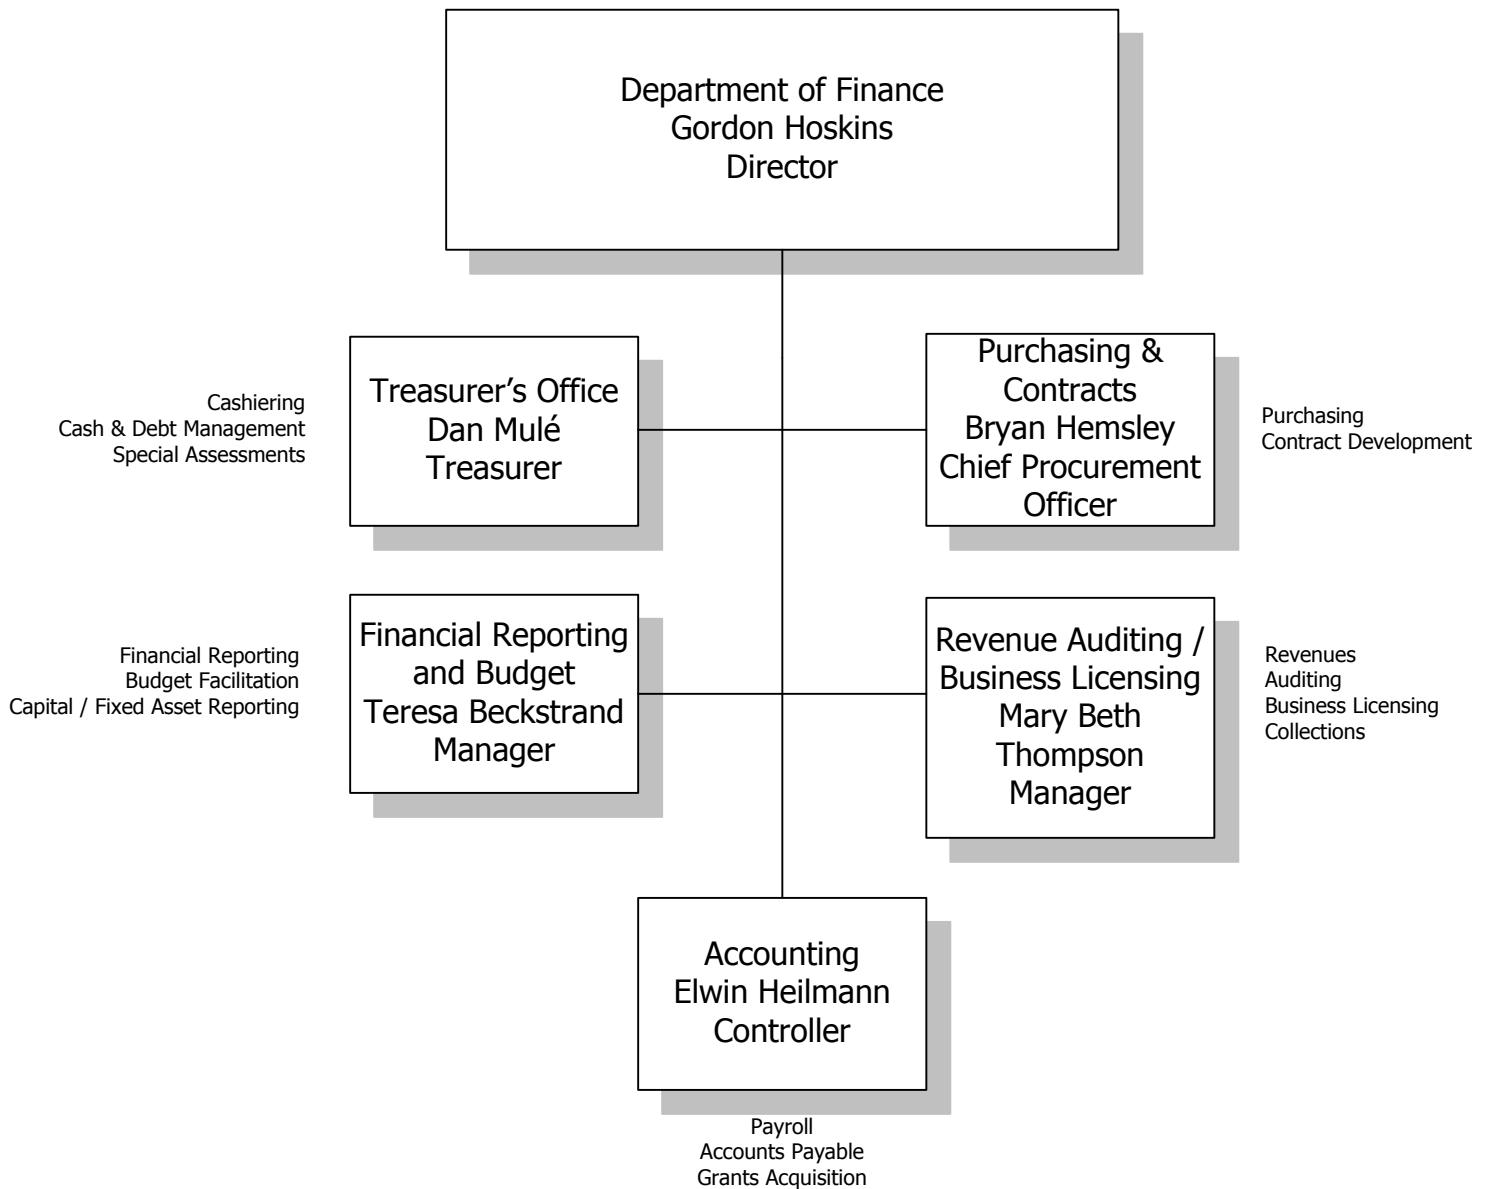 Department of Finance
Gordon Hoskins
Director
Cashiering
Cash & Debt Management
Special Assessments
Treasurer’s Office
Dan Mulé
Treasurer
Purchasing &
Contracts
Bryan Hemsley
Chief Procurement
Officer
Purchasing
Contract Development
Financial Reporting
Budget Facilitation
Capital / Fixed Asset Reporting
Financial Reporting
and Budget
Teresa Beckstrand
Manager
Revenue Auditing /
Business Licensing
Mary Beth
Thompson
Manager
Revenues
Auditing
Business Licensing
Collections
Accounting
Elwin Heilmann
Controller
Payroll
Accounts Payable
Grants Acquisition